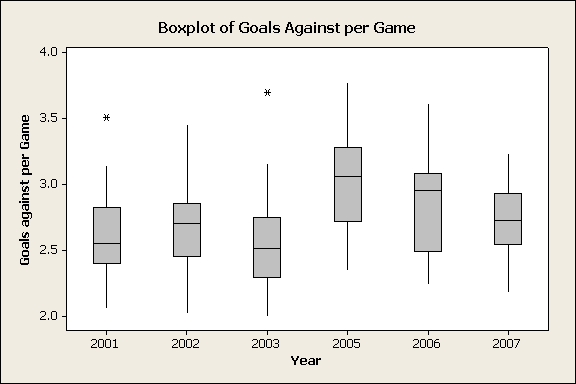 Boxplot of Goals Against per Game
4.0
3.5
3.0
2.5
2.0
Goals against per Game
2001 2002 2003 2005 2006 2007
Year